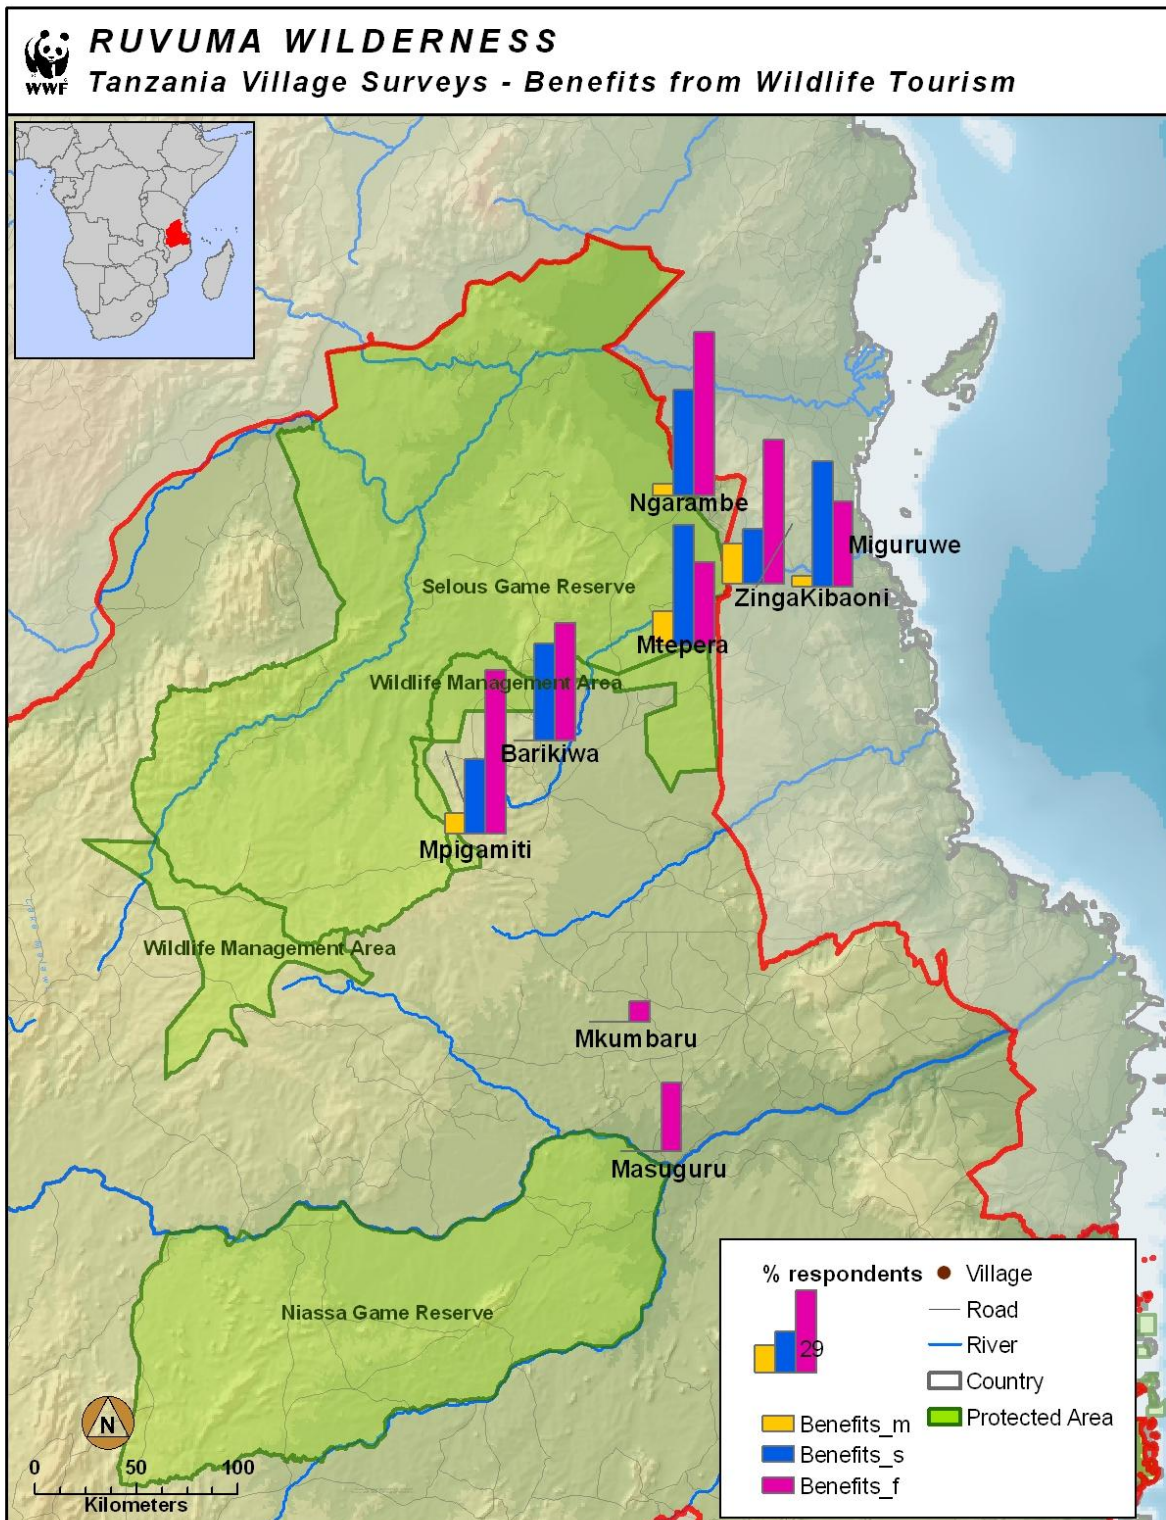 RUVUMA WILDERNESS
WWF
Tanzania Village Surveys - Benefits from Wildlife Tourism
Ngarambe
Miguruwe
Selous Game Reserve
ZingaKibaoni
Mtepera
Wildlife Management Area
Barikiwa
Mpigamiti
Wildlife Management Area
Mkumbaru
Masuguru
Niassa Game Reserve
% respondents
29
Benefits_m
Benefits_s
Benefits_f
Village
Road
River
Country
Protected Area
N
0 50 100
Kilometers